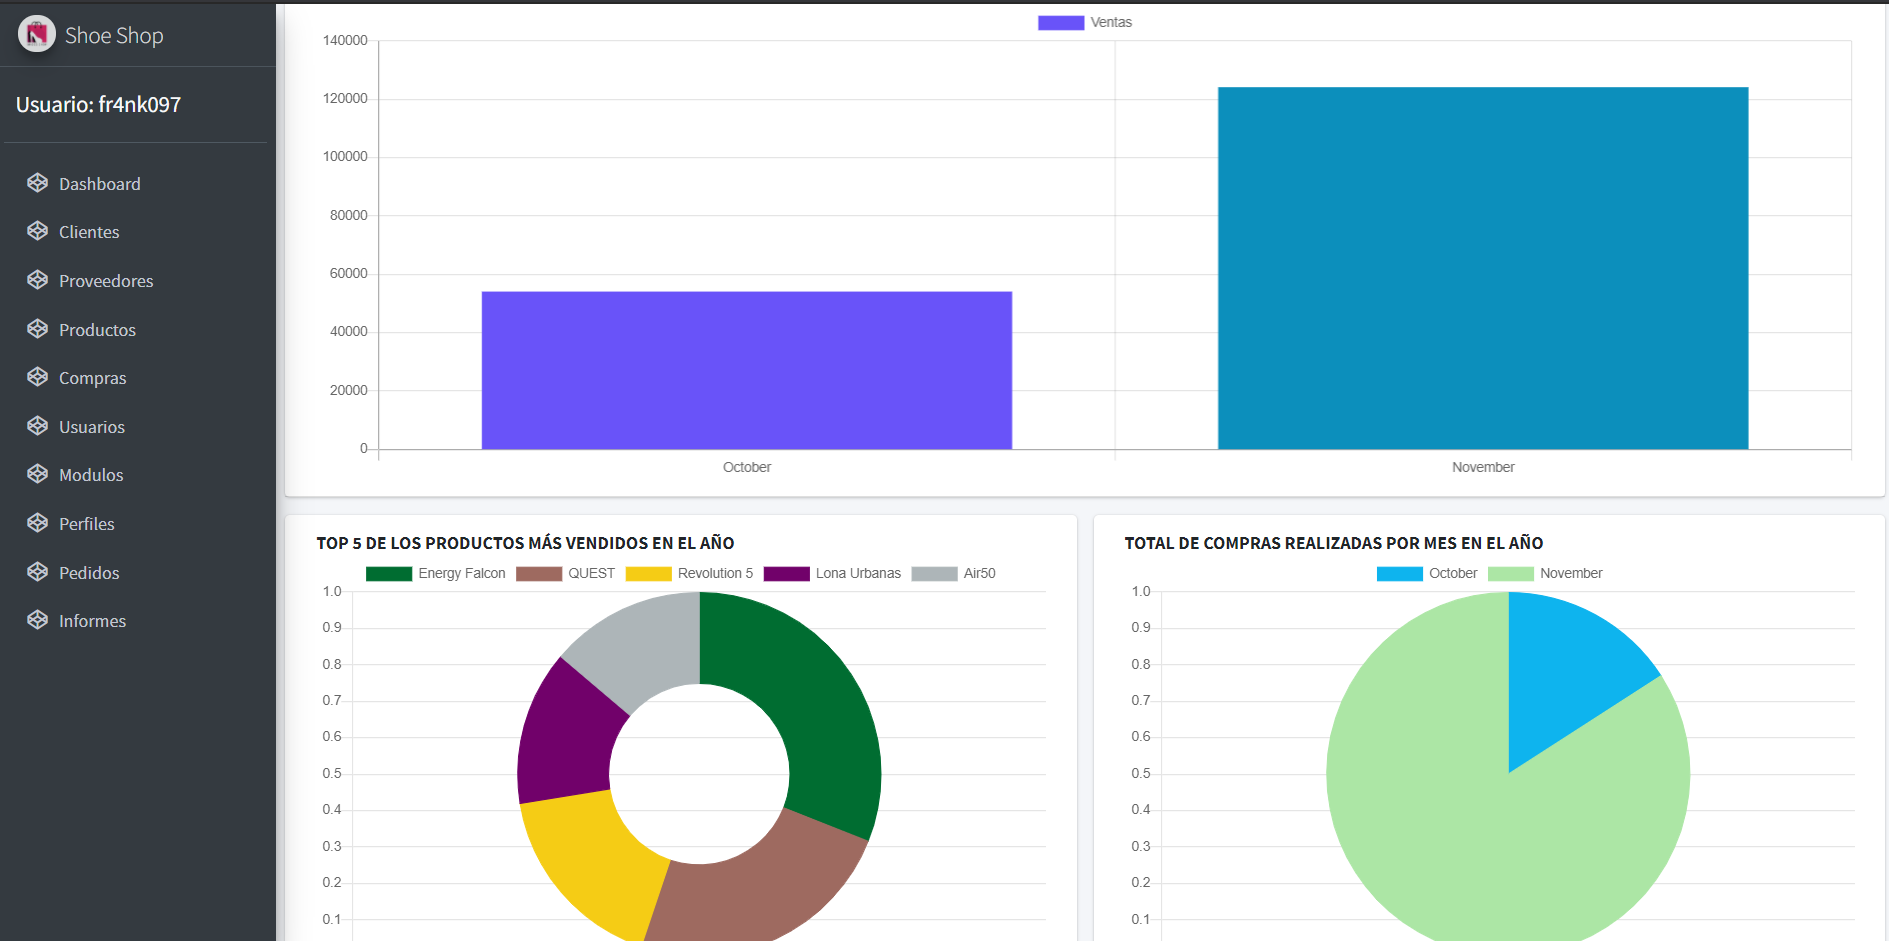 Shoe Shop
Usuario: fr4nk097
Dashboard
Clientes
Proveedores
Productos
Compras
Usuarios
Modulos
Perfiles
Pedidos
Informes
Ventas
140000
120000
100000
80000
60000
40000
20000
0
October November
TOP 5 DE LOS PRODUCTOS MÁS VENDIDOS EN EL AÑO
Energy Falcon QUEST Revolution 5 Lona Urbanas Air50
1.0
0.9
0.8
0.7
0.6
0.5
0.4
0.3
0.2
0.1
TOTAL DE COMPRAS REALIZADAS POR MES EN EL AÑO
October November
1.0
0.9
0.8
0.7
0.6
0.5
0.4
0.3
0.2
0.1